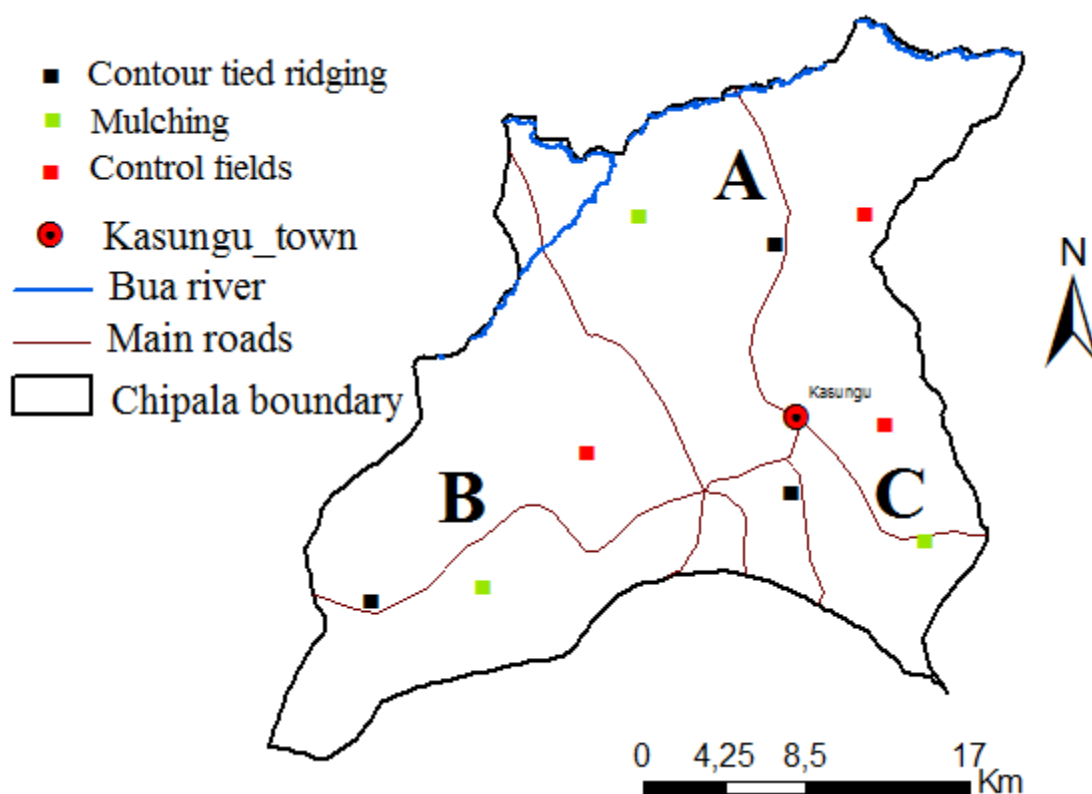 Contour tied ridging
Mulching
Control fields
Kasungu_town
Bua river
Main roads
Chipala boundary
A
N
Kasungu
B
C
0 4,25 8,5 17
Km